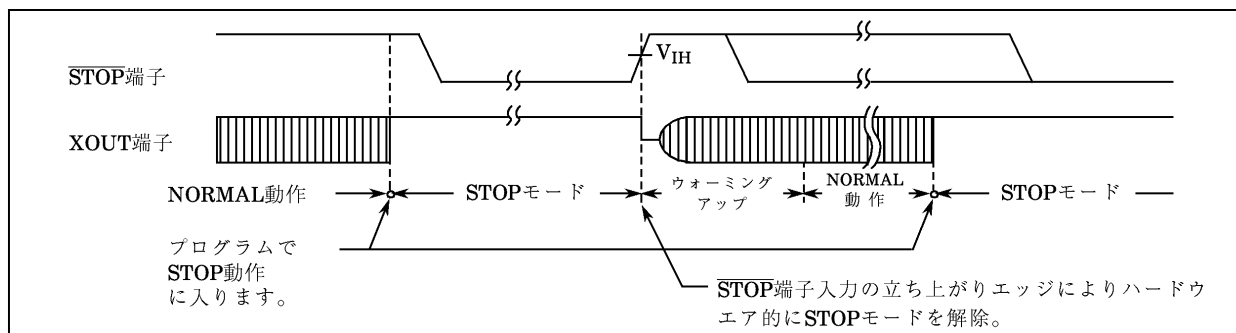 V_IH
STOP端子
XOUT端子
NORMAL動作
STOPモード
ウォーミング
アップ
NORMAL
動 作
STOPモード
プログラムで
STOP動作
に入ります。
STOP端子入力の立ち上がりエッジによりハードウ
エア的にSTOPモードを解除。